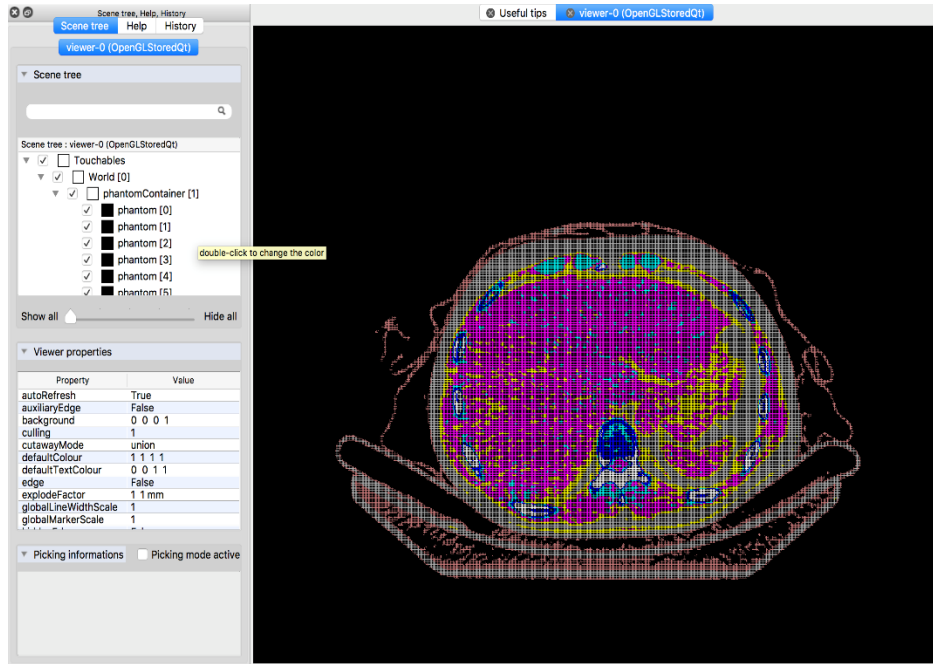 Scene tree, Help, History
Scene tree Help History
viewer-0 (OpenGLStoredQt)
Scene tree
Scene tree : viewer-0 (OpenGLStoredQt)
Touchables
World [0]
phantomContainer [1]
phantom [0]
phantom [1]
phantom [2]
phantom [3]
phantom [4]
phantom [5]
Show all Hide all
Viewer properties
Property Value
autoRefresh True
auxiliaryEdge False
background 0 0 0 1
culling 1
cutawayMode union
defaultColour 1 1 1 1
defaultTextColour 0 0 1 1
edge False
explodeFactor 1 1 mm
globalLineWidthScale 1
globalMarkerScale 1
Picking informations Picking mode active
Useful tips viewer-0 (OpenGLStoredQt)
double-click to change the color